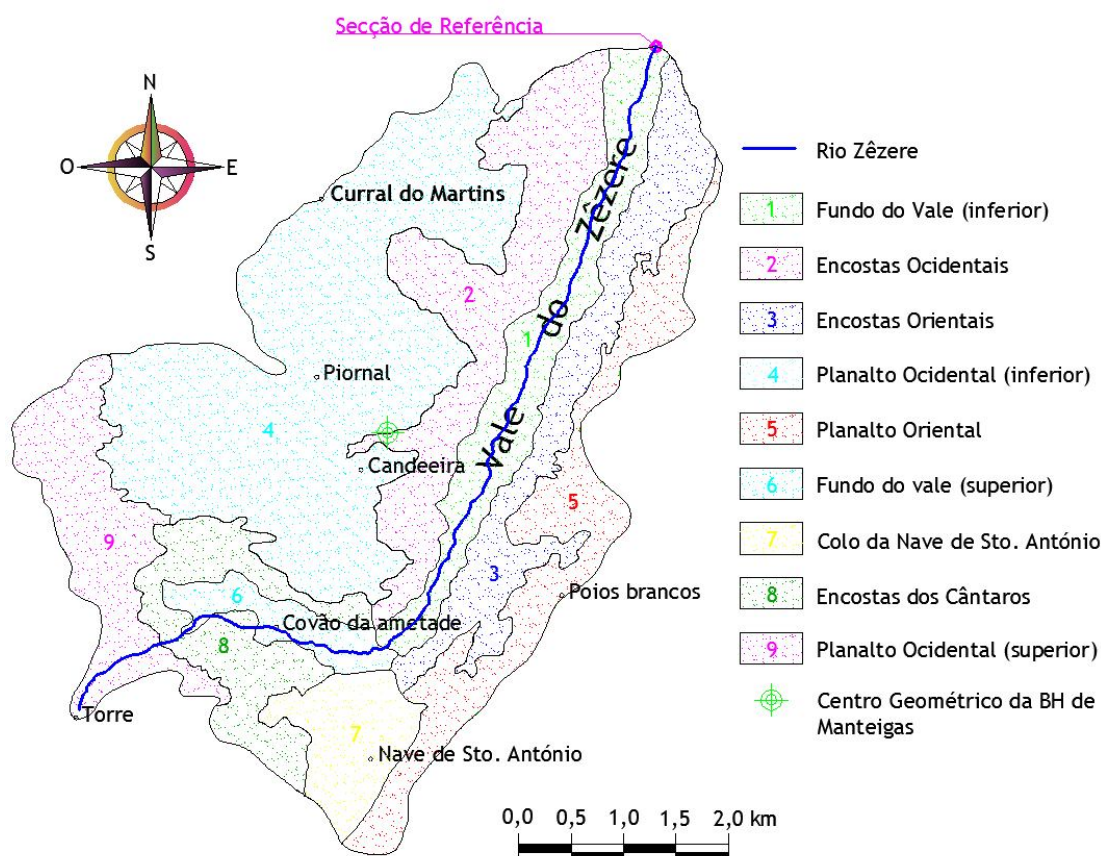 Secção de Referência
N
O
E
S
Curral do Martins
Vale do Zêzere
2
1
Piornal
4
Candeeira
5
9
3
6
Poios brancos
Covão da ametade
8
Torre
7
Nave de Sto. António
0,0 0,5 1,0 1,5 2,0 km
Rio Zêzere
1 Fundo do Vale (inferior)
2 Encostas Ocidentais
3 Encostas Orientais
4 Planalto Ocidental (inferior)
5 Planalto Oriental
6 Fundo do vale (superior)
7 Colo da Nave de Sto. António
8 Encostas dos Cântaros
9 Planalto Ocidental (superior)
Centro Geométrico da BH de
Manteigas